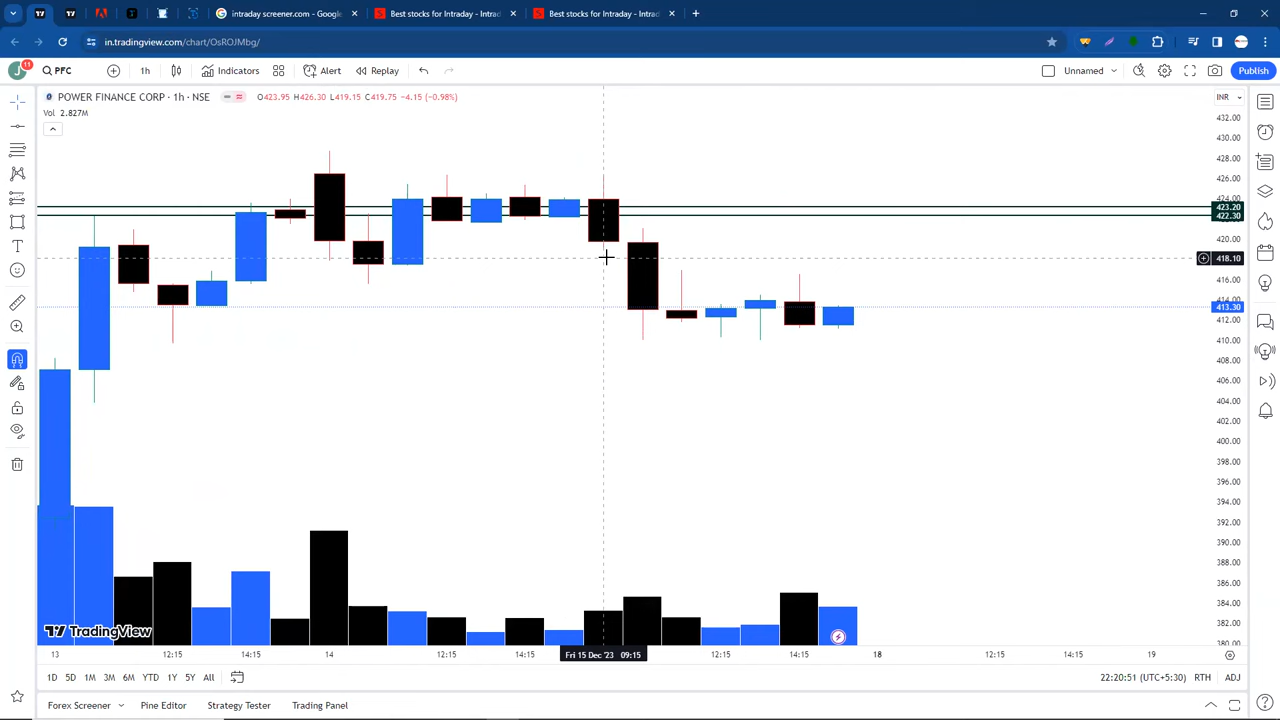 intraday screener.com - Google
Best stocks for Intraday - Intrad
Best stocks for Intraday - Intrad
in.tradingview.com/chart/OsROJMbg/
J
11
PFC
1h
Indicators
Alert
Replay
Unnamed
Publish
POWER FINANCE CORP · 1h · NSE
O423.95 H426.30 L419.15 C419.75 -4.15 (-0.98%)
INR
Vol 2.827M
432.00
430.00
428.00
426.00
424.00
423.20
422.30
420.00
418.10
416.00
414.00
413.30
412.00
410.00
408.00
406.00
404.00
402.00
400.00
398.00
396.00
394.00
392.00
390.00
388.00
386.00
384.00
382.00
380.00
TradingView
13
12:15
14:15
14
12:15
14:15
Fri 15 Dec '23 09:15
12:15
14:15
18
12:15
14:15
19
1D 5D 1M 3M 6M YTD 1Y 5Y All
22:20:51 (UTC+5:30) RTH ADJ
Forex Screener Pine Editor Strategy Tester Trading Panel